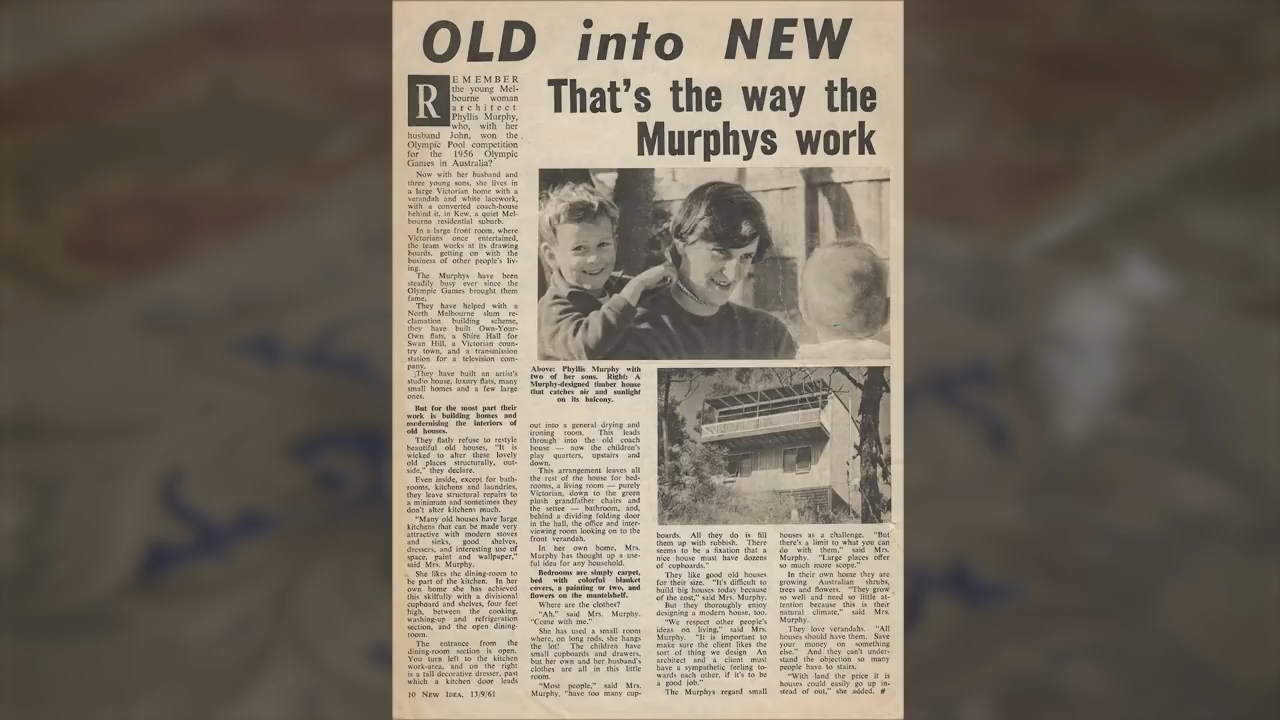 OLD into NEW
That's the way the
Murphys work
REMEMBER
the young Mel-
bourne woman
architect
Phyllis Murphy,
who, with her
husband John, won the
Olympic Pool competition
for the 1956 Olympic
Games in Australia?
Now with her husband and
three young sons, she lives in
a large Victorian home with a
verandah and white lacework,
with a converted coach-house
behind it, in Kew, a quiet Mel-
bourne residential suburb.
In a large front room, where
Victorians once entertained,
the team works at its drawing
boards, getting on with the
business of other people's liv-
ing.
The Murphys have been
steadily busy ever since the
Olympic Games brought them
fame.
They have helped with a
North Melbourne slum re-
clamation building scheme,
they have built Own-Your-
Own flats, a Shire Hall for
Swan Hill, a Victorian coun-
try town, and a transmission
station for a television com-
pany.
They have built an artist's
studio house, luxury flats, many
small homes and a few large
ones.
But for the most part their
work is building homes and
modernising the interiors of
old houses.
They flatly refuse to restyle
beautiful old houses. "It is
wicked to alter these lovely
old places structurally, out-
side," they declare.
Even inside, except for bath-
rooms, kitchens and laundries,
they leave structural repairs to
a minimum and sometimes they
don't alter kitchens much.
"Many old houses have large
kitchens that can be made very
attractive with modern stoves
and sinks, good shelves,
dressers, and interesting use of
space, paint and wallpaper,"
said Mrs. Murphy.
She likes the dining-room to
be part of the kitchen. In her
own home she has achieved
this skilfully with a divisional
cupboard and shelves, four feet
high, between the cooking,
washing-up and refrigeration
section, and the open dining-
room.
The entrance from the
dining-room section is open.
You turn left to the kitchen
work-area, and on the right
is a tall decorative dresser, past
which a kitchen door leads
10 NEW IDEA, 13/9/61
Above: Phyllis Murphy with
two of her sons. Right: A
Murphy-designed timber house
that catches air and sunlight
on its balcony.
out into a general drying and
ironing room. This leads
through into the old coach
house — now the children's
play quarters, upstairs and
down.
This arrangement leaves all
the rest of the house for bed-
rooms, a living room — purely
Victorian, down to the green
plush grandfather chairs and
the settee — bathroom, and,
behind a dividing folding door
in the hall, the office and inter-
viewing room looking on to the
front verandah.
In her own home, Mrs.
Murphy has thought up a use-
ful idea for any household.
Bedrooms are simply carpet,
bed with colorful blanket
covers, a painting or two, and
flowers on the mantelshelf.
Where are the clothes?
"Ah," said Mrs. Murphy.
"Come with me."
She has used a small room
where, on long rods, she hangs
the lot! The children have
small cupboards and drawers,
but her own and her husband's
clothes are all in this little
room.
"Most people," said Mrs.
Murphy, "have too many cup-
boards. All they do is fill
them up with rubbish. There
seems to be a fixation that a
nice house must have dozens
of cupboards."
They like good old houses
for their size. "It's difficult to
build big houses today because
of the cost," said Mrs. Murphy.
But they thoroughly enjoy
designing a modern house, too.
"We respect other people's
ideas on living," said Mrs.
Murphy. "It is important to
make sure the client likes the
sort of thing we design An
architect and a client must
have a sympathetic feeling to-
wards each other, if it's to be
a good job."
The Murphys regard small
houses as a challenge. "But
there's a limit to what you can
do with them," said Mrs.
Murphy. "Large places offer
so much more scope."
In their own home they are
growing Australian shrubs,
trees and flowers. "They grow
so well and need so little at-
tention because this is their
natural climate," said Mrs.
Murphy.
They love verandahs. "All
houses should have them. Save
your money on something
else." And they can't under-
stand the objection so many
people have to stairs.
"With land the price it is
houses could easily go up in-
stead of out," she added. #